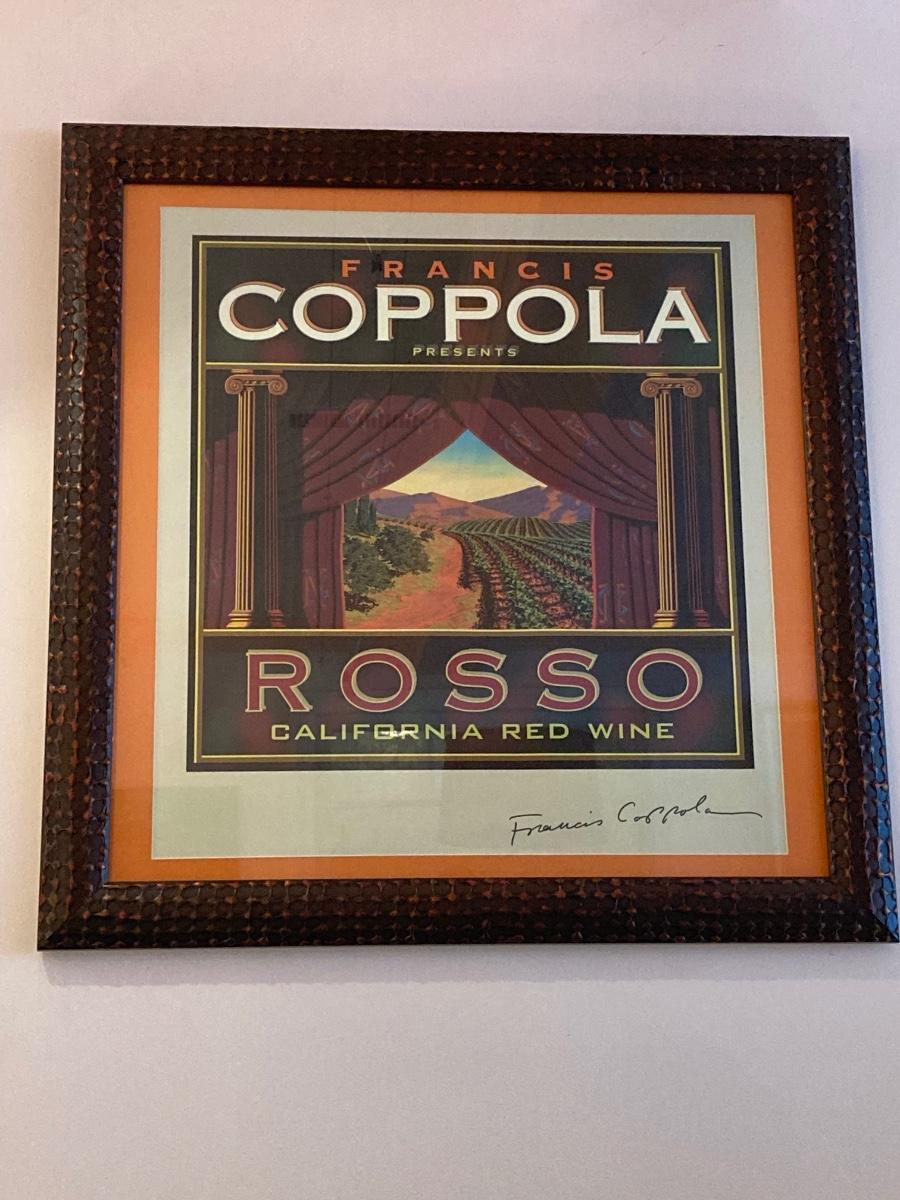 FRANCIS
COPPOLA
PRESENTS
ROSSO
CALIFORNIA RED WINE
Francis Coppola